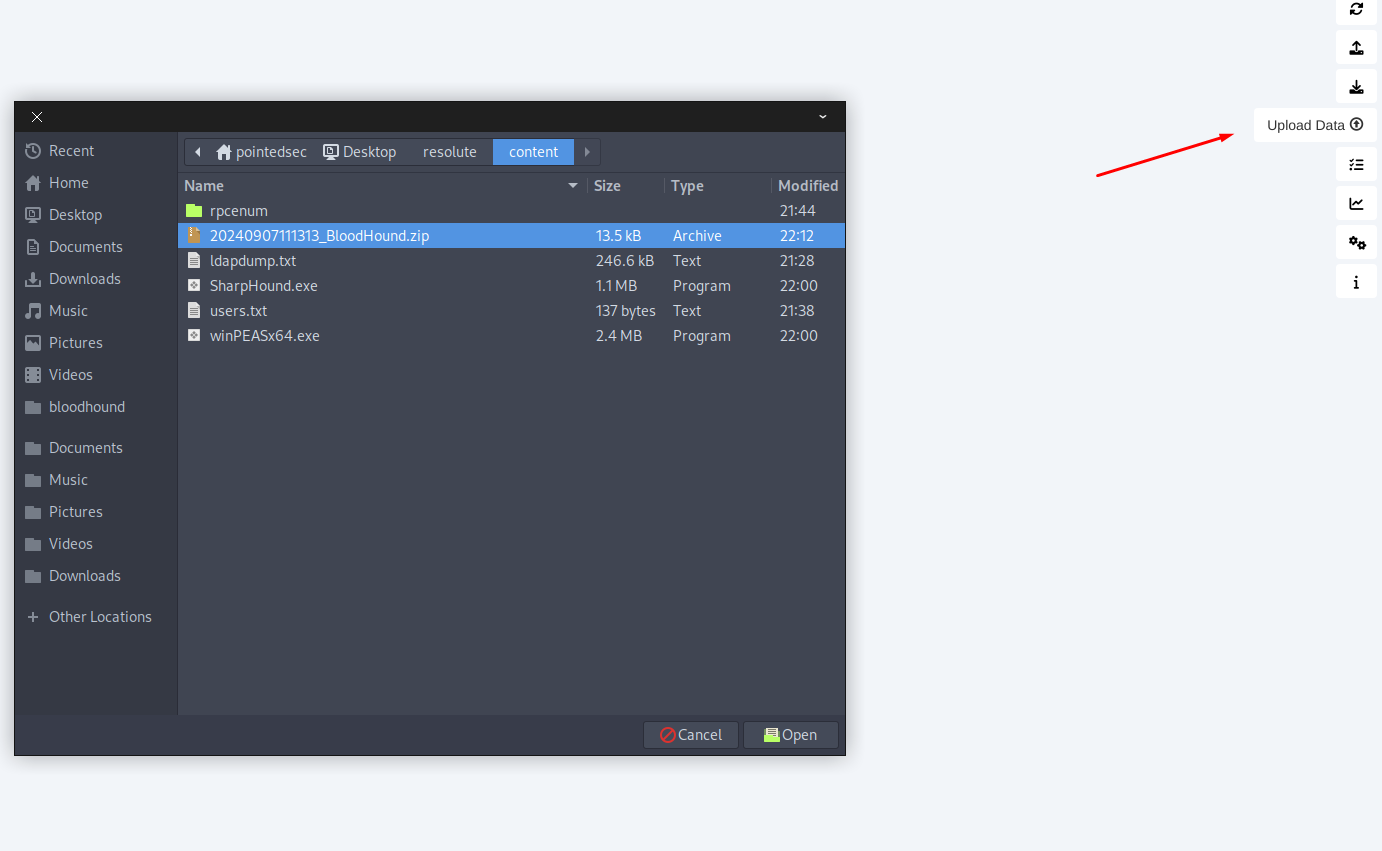 Upload Data
pointedsec Desktop resolute content
Recent
Home
Desktop
Documents
Downloads
Music
Pictures
Videos
bloodhound
Documents
Music
Pictures
Videos
Downloads
Other Locations
Name Size Type Modified
rpcenum 21:44
20240907111313_BloodHound.zip 13.5 kB Archive 22:12
ldapdump.txt 246.6 kB Text 21:28
SharpHound.exe 1.1 MB Program 22:00
users.txt 137 bytes Text 21:38
winPEASx64.exe 2.4 MB Program 22:00
Cancel Open